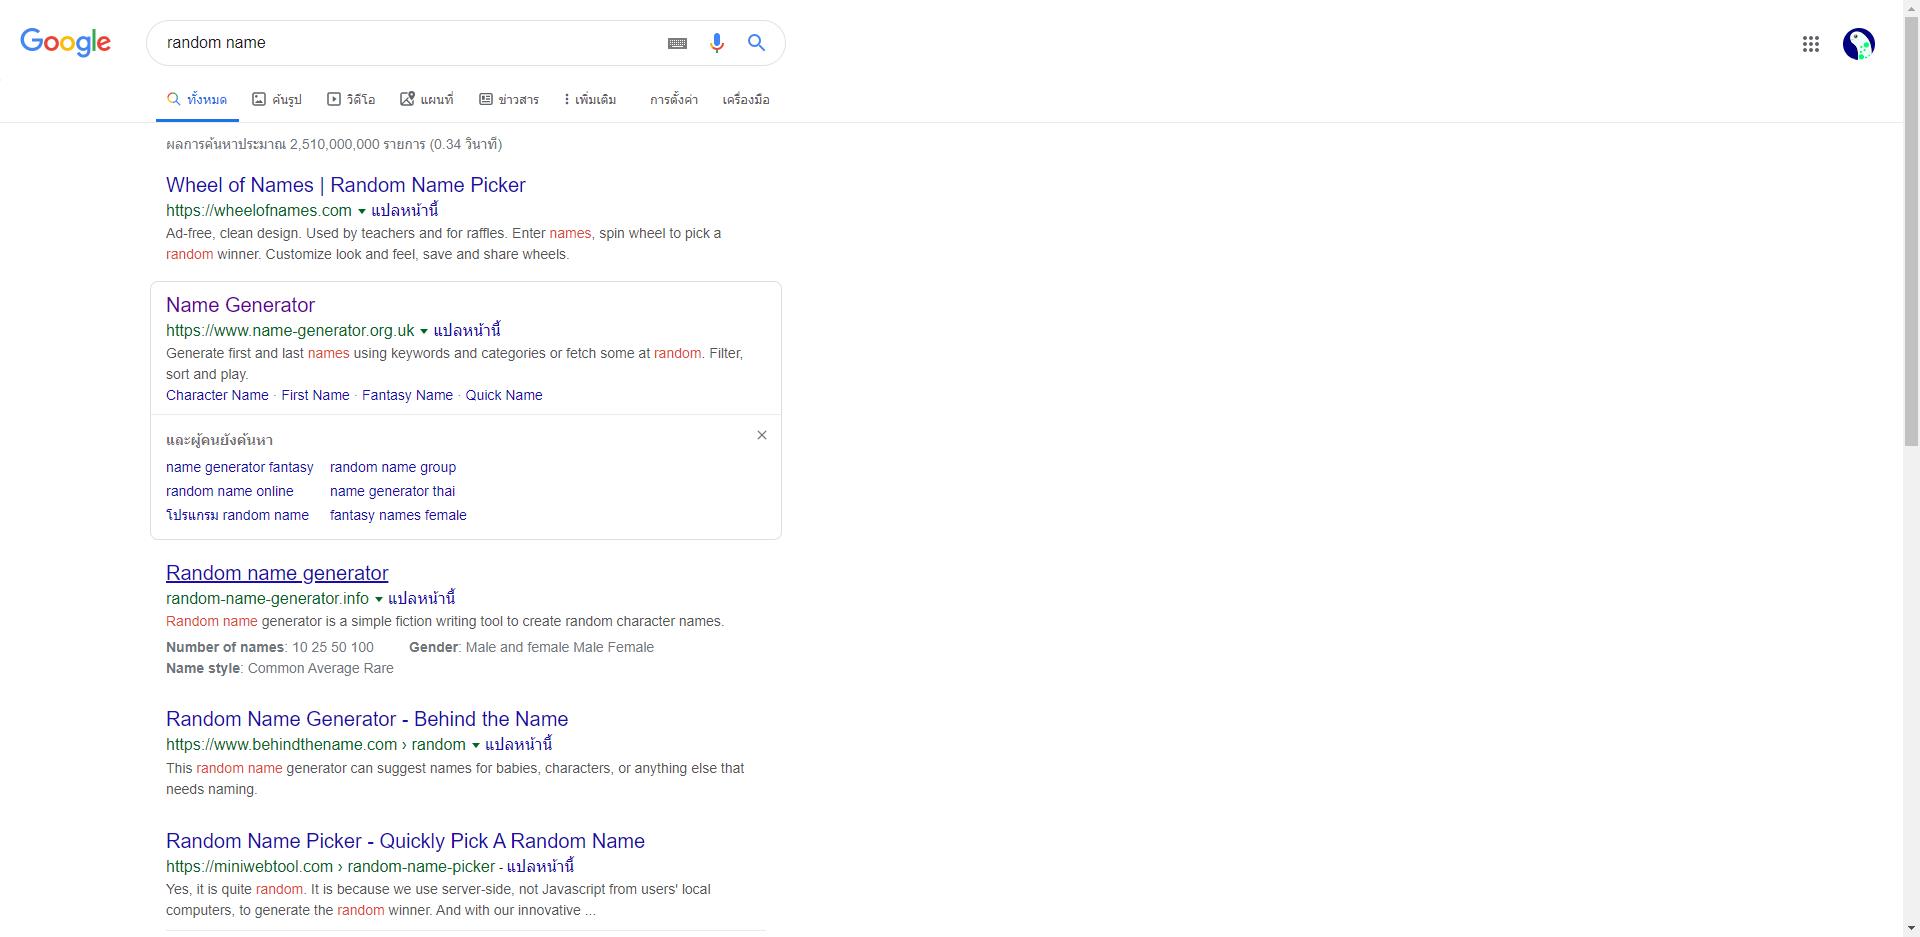 Google
random name
ทั้งหมด ค้นรูป วิดีโอ แผนที่ ข่าวสาร เพิ่มเติม การตั้งค่า เครื่องมือ
ผลการค้นหาประมาณ 2,510,000,000 รายการ (0.34 วินาที)
Wheel of Names | Random Name Picker
https://wheelofnames.com แปลหน้านี้
Ad-free, clean design. Used by teachers and for raffles. Enter names, spin wheel to pick a
random winner. Customize look and feel, save and share wheels.
Name Generator
https://www.name-generator.org.uk แปลหน้านี้
Generate first and last names using keywords and categories or fetch some at random. Filter,
sort and play.
Character Name · First Name · Fantasy Name · Quick Name
และผู้คนยังค้นหา
name generator fantasy random name group
random name online name generator thai
โปรแกรม random name fantasy names female
Random name generator
random-name-generator.info แปลหน้านี้
Random name generator is a simple fiction writing tool to create random character names.
Number of names: 10 25 50 100 Gender: Male and female Male Female
Name style: Common Average Rare
Random Name Generator - Behind the Name
https://www.behindthename.com › random แปลหน้านี้
This random name generator can suggest names for babies, characters, or anything else that
needs naming.
Random Name Picker - Quickly Pick A Random Name
https://miniwebtool.com › random-name-picker - แปลหน้านี้
Yes, it is quite random. It is because we use server-side, not Javascript from users' local
computers, to generate the random winner. And with our innovative ...